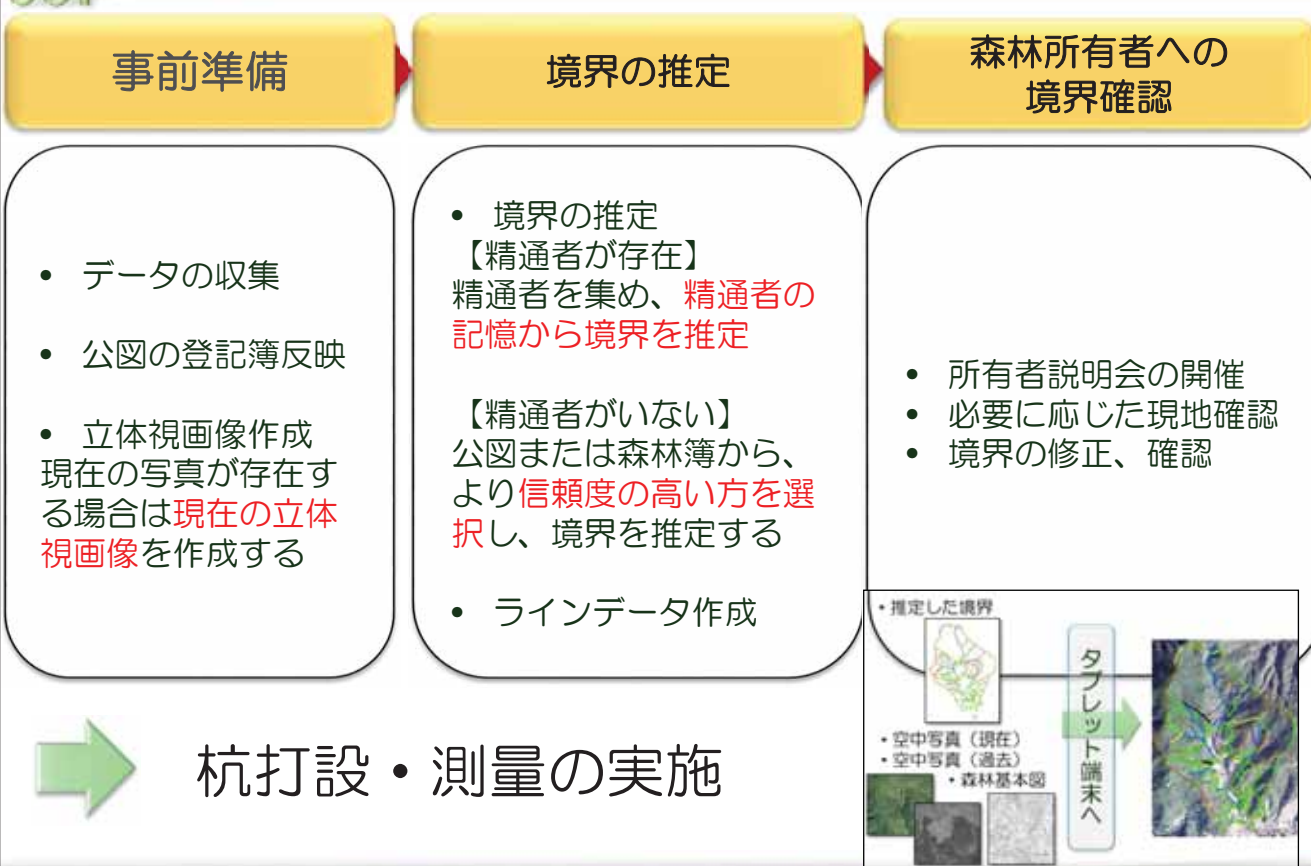 事前準備
境界の推定
森林所有者への
境界確認
• データの収集
• 公図の登記簿反映
• 立体視画像作成
現在の写真が存在す
る場合は現在の立体
視画像を作成する
• 境界の推定
【精通者が存在】
精通者を集め、精通者の
記憶から境界を推定
【精通者がいない】
公図または森林簿から、
より信頼度の高い方を選
択し、境界を推定する
• ラインデータ作成
• 所有者説明会の開催
• 必要に応じた現地確認
• 境界の修正、確認
杭打設・測量の実施
・推定した境界
・空中写真（現在）
・空中写真（過去）
・森林基本図
タブレット端末へ